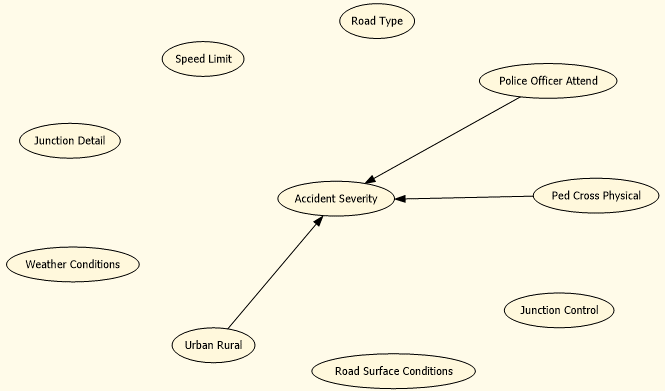 Road Type
Speed Limit
Police Officer Attend
Junction Detail
Accident Severity
Ped Cross Physical
Weather Conditions
Junction Control
Urban Rural
Road Surface Conditions